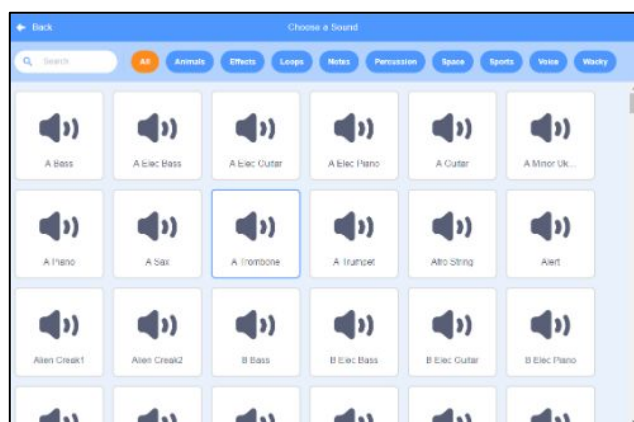 Back Choose a Sound
Search All Animals Effects Loops Notes Percussion Space Sports Voice Wacky
A Bass A Elec Bass A Elec Guitar A Elec Piano A Guitar A Minor Uk...
A Piano A Sax A Trombone A Trumpet Afro String Alert
Alien Creak1 Alien Creak2 B Bass B Elec Bass B Elec Guitar B Elec Piano